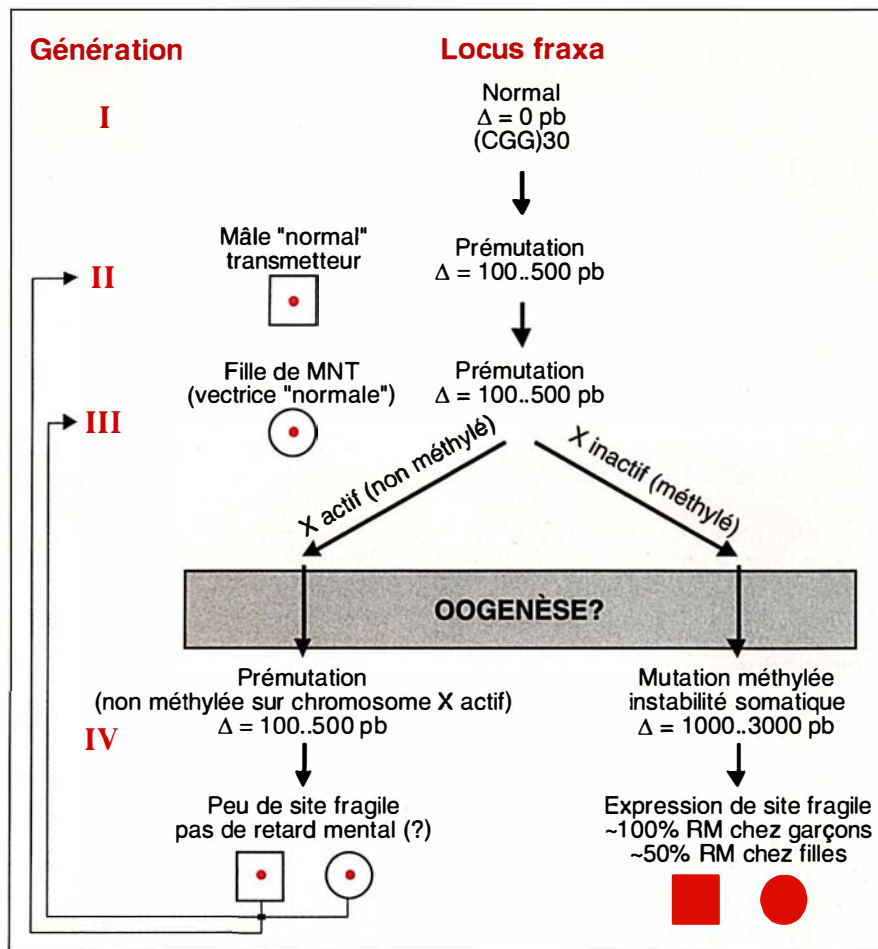 Génération
Locus fraxa
I
Normal
Δ = 0 pb
(CGG)30
Mâle "normal"
transmetteur
II
Prémutation
Δ = 100..500 pb
Fille de MNT
(vectrice "normale")
III
Prémutation
Δ = 100..500 pb
X actif (non méthylé)
X inactif (méthylé)
OOGENÈSE?
Prémutation
(non méthylée sur chromosome X actif)
Δ = 100..500 pb
Mutation méthylée
instabilité somatique
Δ = 1000..3000 pb
IV
Peu de site fragile
pas de retard mental (?)
Expression de site fragile
~100% RM chez garçons
~50% RM chez filles